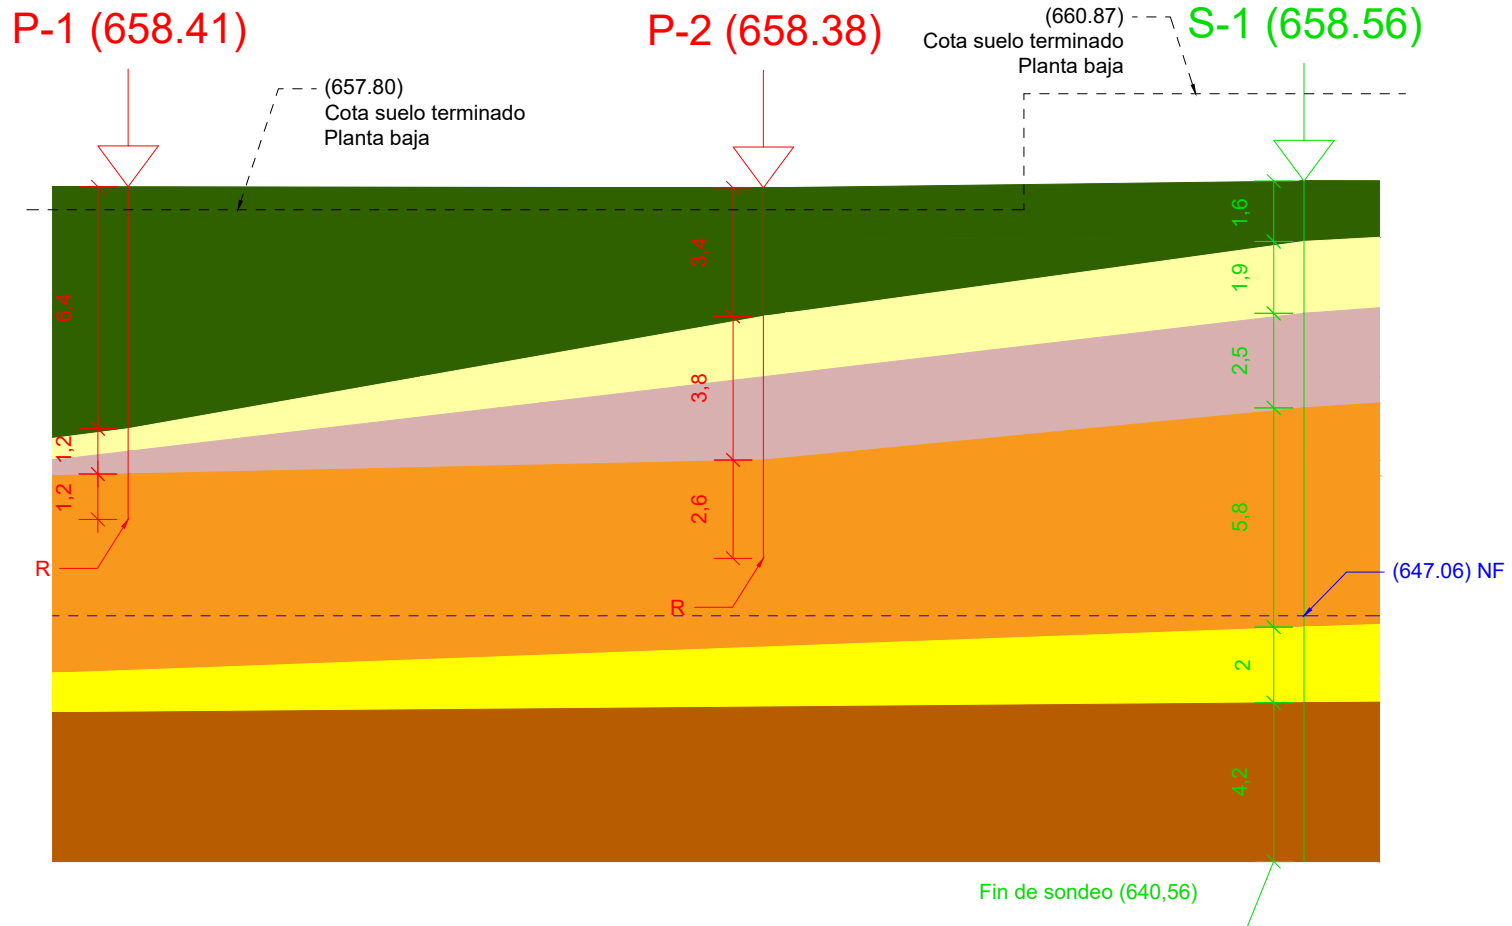 P-1 (658.41)
P-2 (658.38)
(660.87)
Cota suelo terminado
Planta baja
S-1 (658.56)
(657.80)
Cota suelo terminado
Planta baja
6,4
1,2
1,2
R
3,4
3,8
2,6
R
1,6
1,9
2,5
5,8
2
4,2
(647.06) NF
Fin de sondeo (640,56)